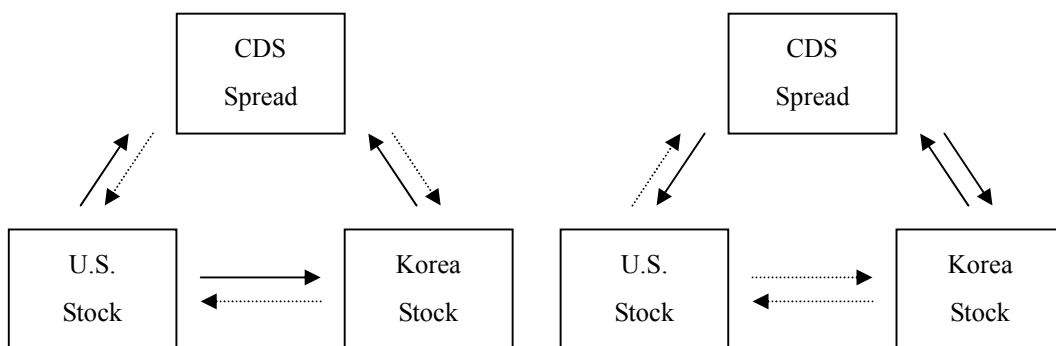 CDS
Spread
U.S.
Stock
Korea
Stock
CDS
Spread
U.S.
Stock
Korea
Stock